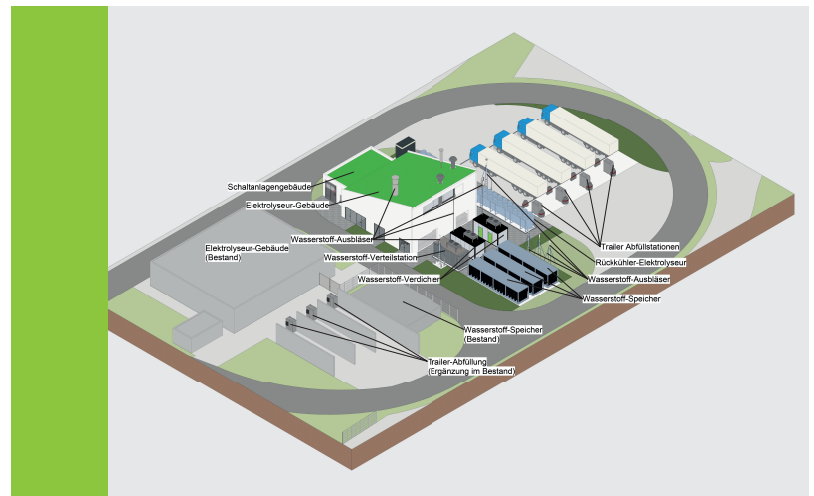 Schaltanlagengebäude
Elektrolyseur-Gebäude
Wasserstoff-Ausbläser
Elektrolyseur-Gebäude
(Bestand)
Trailer Abfüllstationen
Wasserstoff-Verteilstation
Rückkühler-Elektrolyseur
Wasserstoff-Verdicher
Wasserstoff-Ausbläser
Wasserstoff-Speicher
Wasserstoff-Speicher
(Bestand)
Trailer-Abfüllung
(Ergänzung im Bestand)